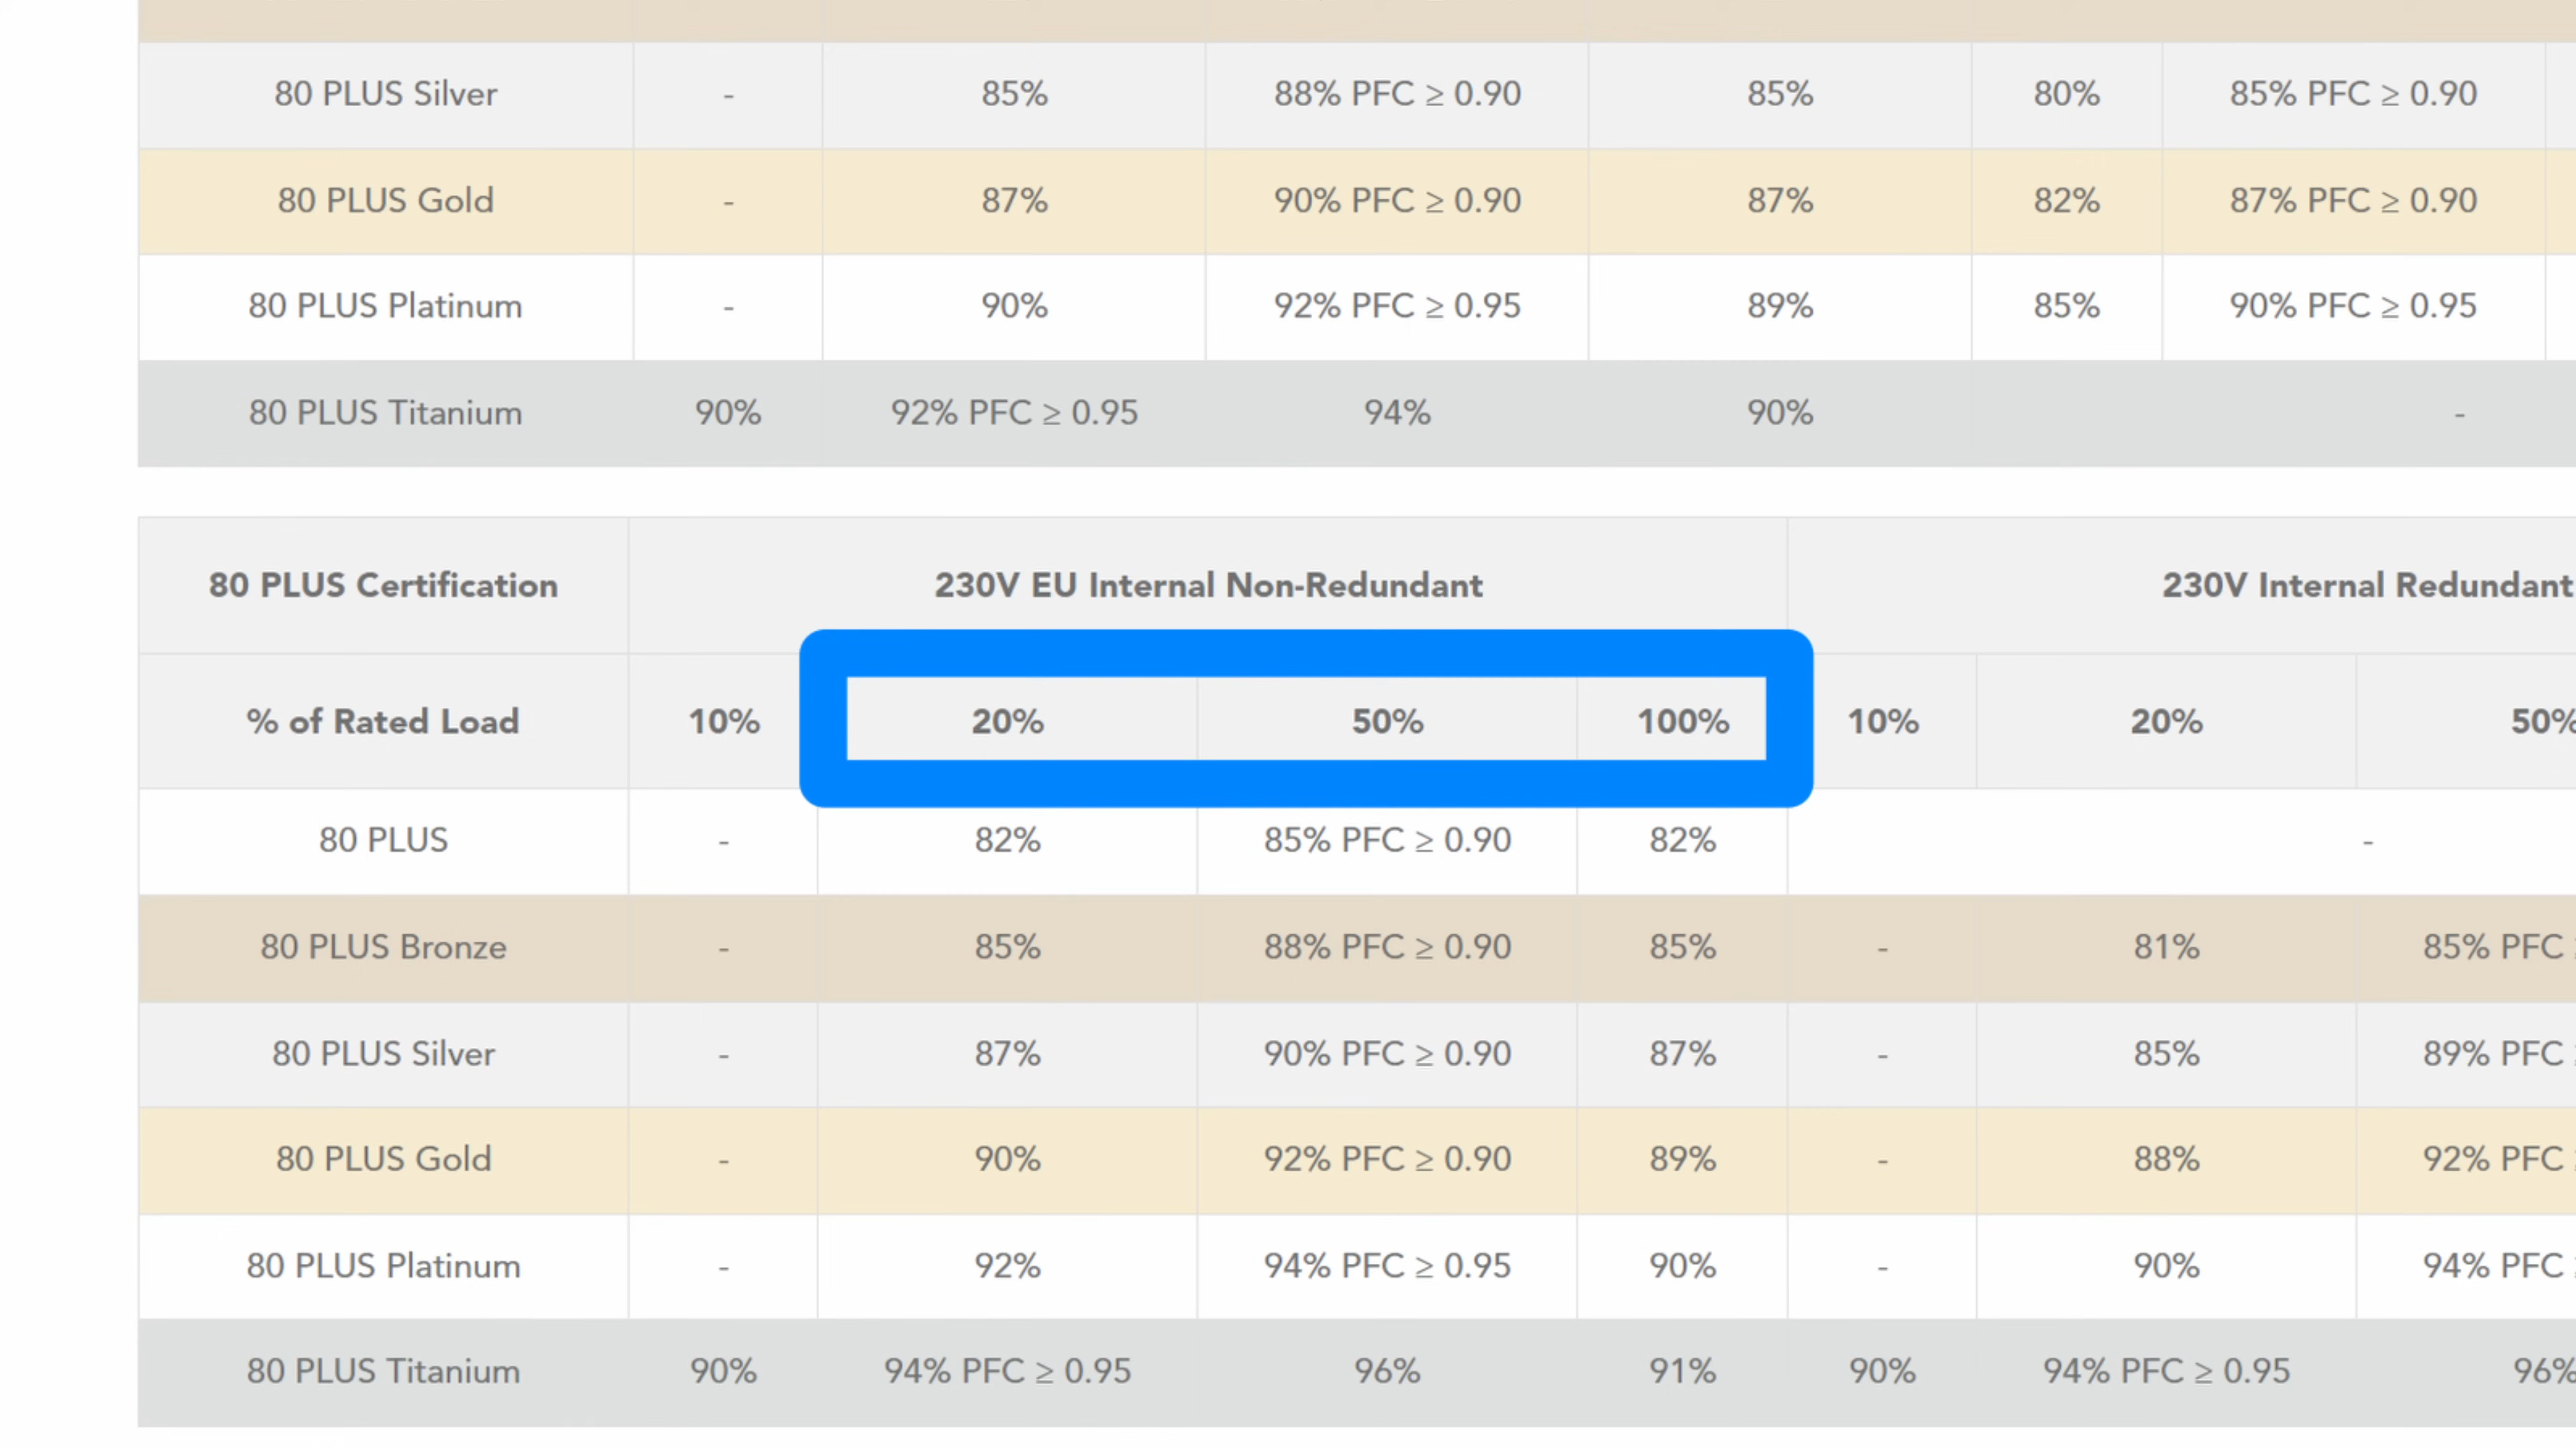 80 PLUS Silver - 85% 88% PFC ≥ 0.90 85% 80% 85% PFC ≥ 0.90
80 PLUS Gold - 87% 90% PFC ≥ 0.90 87% 82% 87% PFC ≥ 0.90
80 PLUS Platinum - 90% 92% PFC ≥ 0.95 89% 85% 90% PFC ≥ 0.95
80 PLUS Titanium 90% 92% PFC ≥ 0.95 94% 90% -
80 PLUS Certification 230V EU Internal Non-Redundant 230V Internal Redundant
% of Rated Load 10% 20% 50% 100% 10% 20% 50%
80 PLUS - 82% 85% PFC ≥ 0.90 82% -
80 PLUS Bronze - 85% 88% PFC ≥ 0.90 85% - 81% 85% PFC
80 PLUS Silver - 87% 90% PFC ≥ 0.90 87% - 85% 89% PFC
80 PLUS Gold - 90% 92% PFC ≥ 0.90 89% - 88% 92% PFC
80 PLUS Platinum - 92% 94% PFC ≥ 0.95 90% - 90% 94% PFC
80 PLUS Titanium 90% 94% PFC ≥ 0.95 96% 91% 90% 94% PFC ≥ 0.95 96%